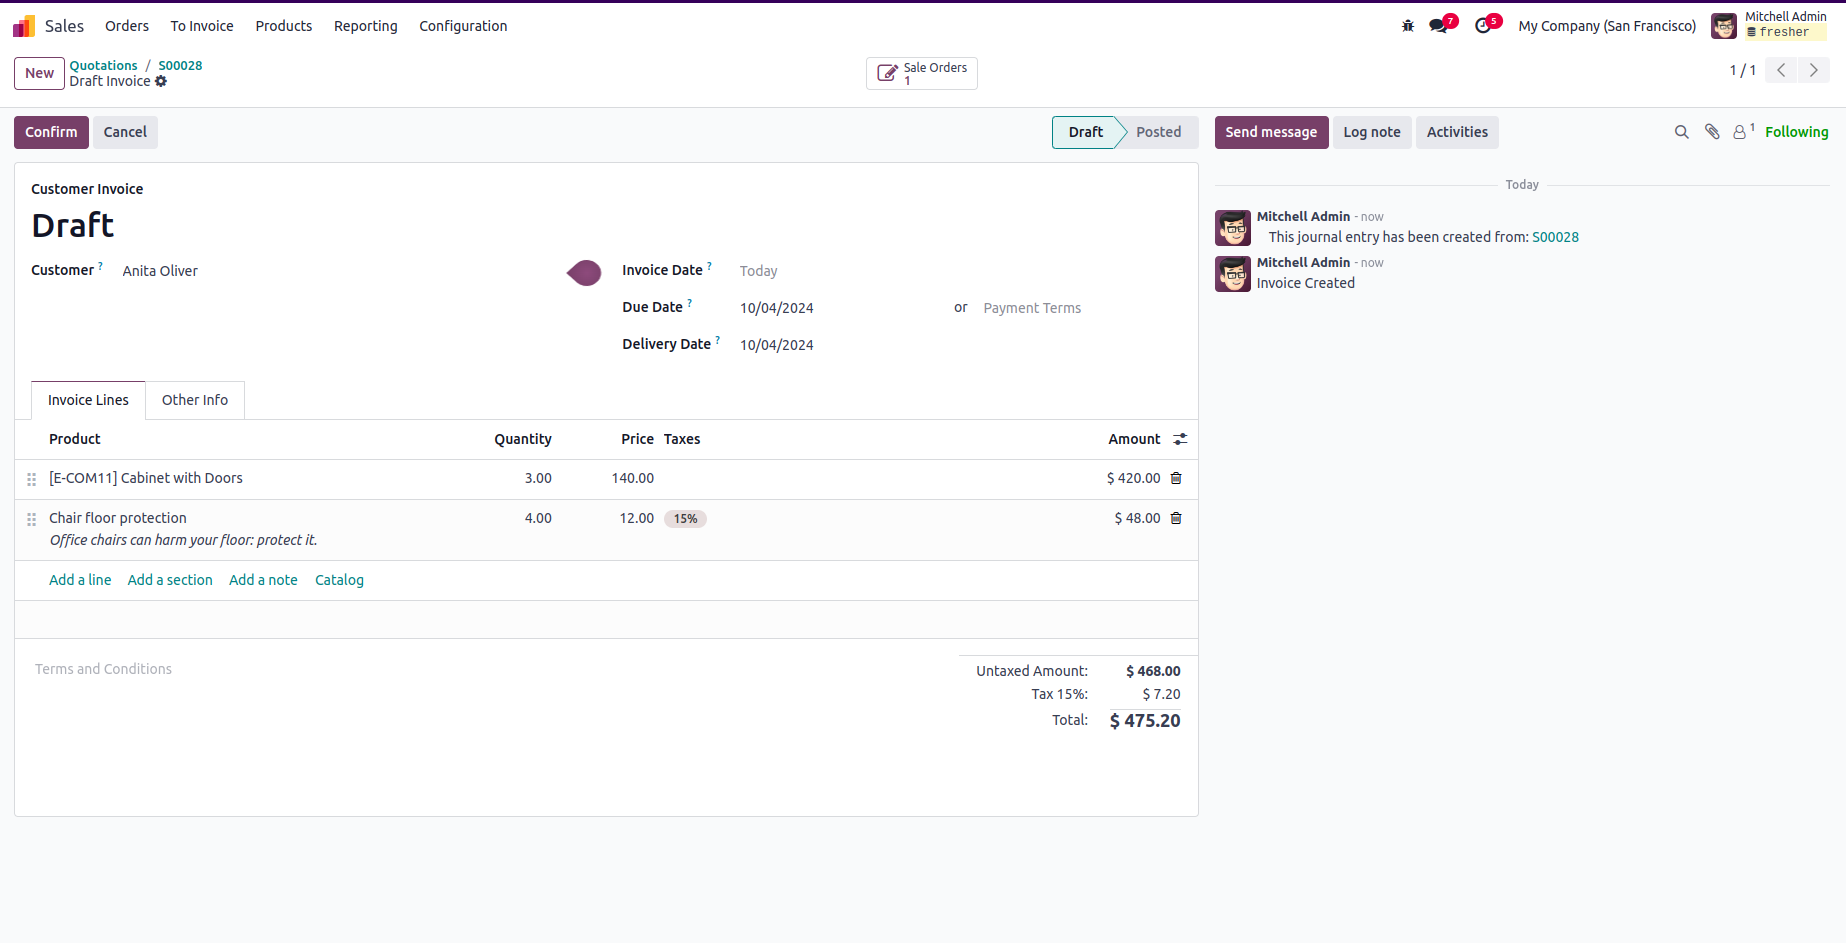 Sales Orders To Invoice Products Reporting Configuration 7 5 My Company (San Francisco) Mitchell Admin
fresher
New Quotations / S00028
Draft Invoice
Sale Orders
1
1 / 1
Confirm Cancel Draft Posted Send message Log note Activities 1 Following
Customer Invoice
Draft
Customer ? Anita Oliver
Invoice Date ? Today
Due Date ? 10/04/2024 or Payment Terms
Delivery Date ? 10/04/2024
Invoice Lines Other Info
Product Quantity Price Taxes Amount
[E-COM11] Cabinet with Doors 3.00 140.00 $ 420.00
Chair floor protection 4.00 12.00 15% $ 48.00
Office chairs can harm your floor: protect it.
Add a line Add a section Add a note Catalog
Terms and Conditions
Untaxed Amount: $ 468.00
Tax 15%: $ 7.20
Total: $ 475.20
Today
Mitchell Admin - now
This journal entry has been created from: S00028
Mitchell Admin - now
Invoice Created